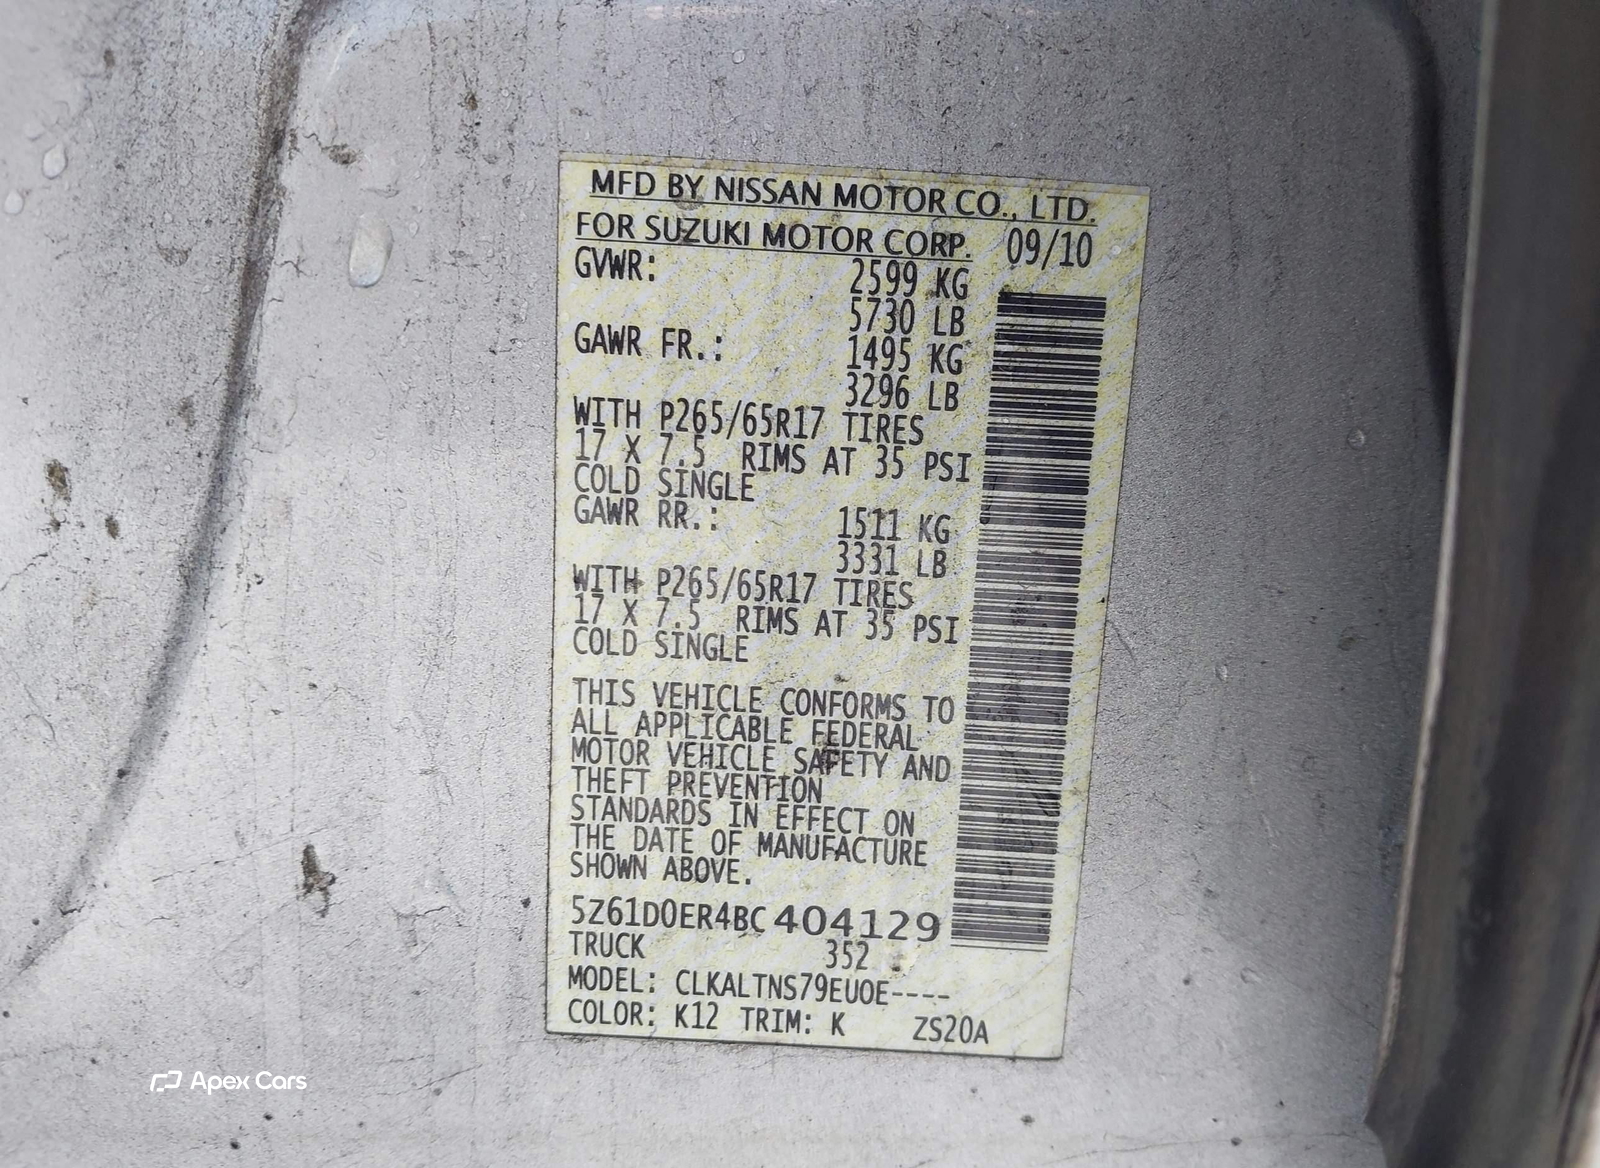 MFD BY NISSAN MOTOR CO., LTD.
FOR SUZUKI MOTOR CORP. 09/10
GVWR: 2599 KG
5730 LB
GAWR FR.: 1495 KG
3296 LB
WITH P265/65R17 TIRES
17 X 7.5 RIMS AT 35 PSI
COLD SINGLE
GAWR RR.: 1511 KG
3331 LB
WITH P265/65R17 TIRES
17 X 7.5 RIMS AT 35 PSI
COLD SINGLE
THIS VEHICLE CONFORMS TO
ALL APPLICABLE FEDERAL
MOTOR VEHICLE SAFETY AND
THEFT PREVENTION
STANDARDS IN EFFECT ON
THE DATE OF MANUFACTURE
SHOWN ABOVE.
5Z61D0ER4BC404129
TRUCK 352
MODEL: CLKALTNS79EU0E----
COLOR: K12 TRIM: K ZS20A
Apex Cars